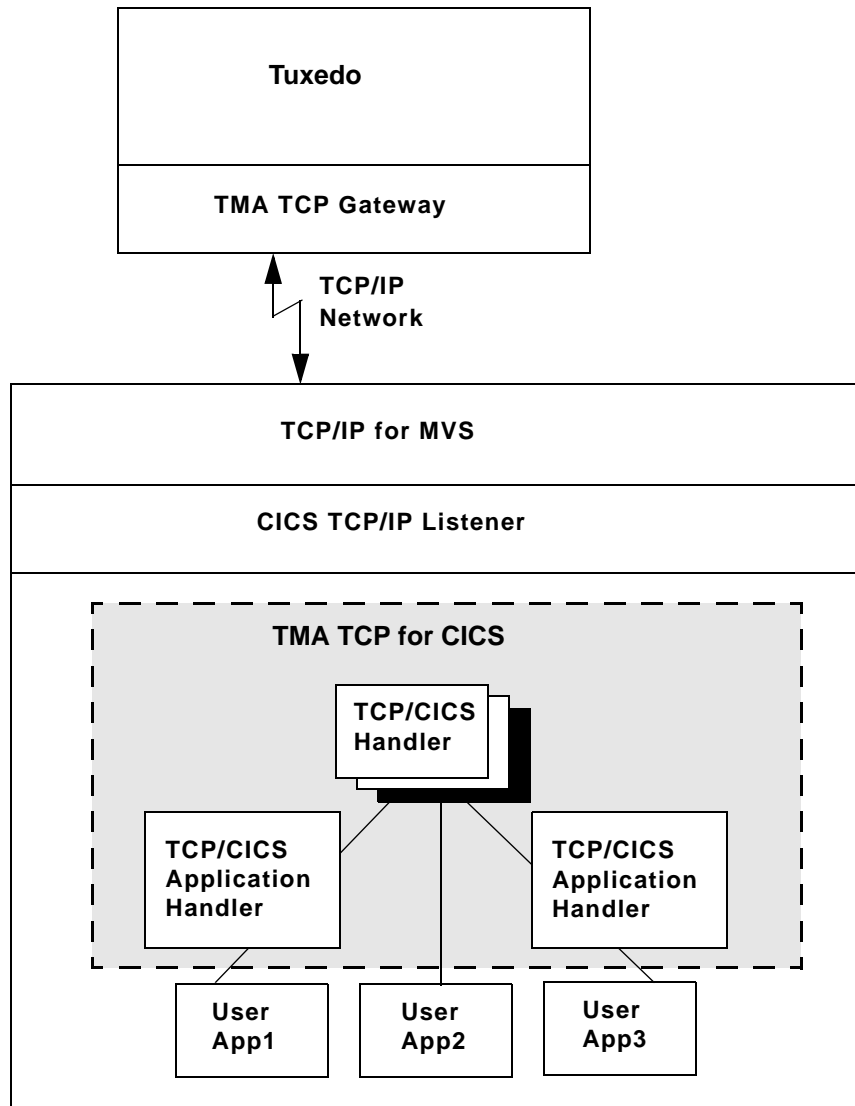 Tuxedo
TMA TCP Gateway
TCP/IP
Network
TCP/IP for MVS
CICS TCP/IP Listener
TMA TCP for CICS
TCP/CICS
Handler
TCP/CICS
Application
Handler
TCP/CICS
Application
Handler
User
App1
User
App2
User
App3